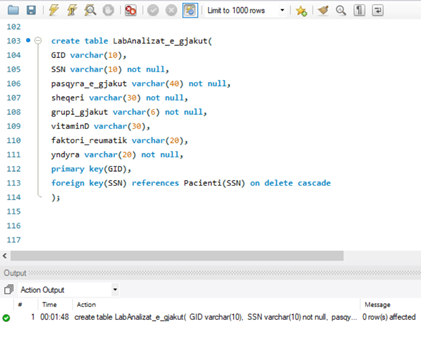 Limit to 1000 rows
102
103 create table LabAnalizat_e_gjakut(
104 GID varchar(10),
105 SSN varchar(10) not null,
106 pasqyra_e_gjakut varchar(40) not null,
107 sheqeri varchar(30) not null,
108 grupi_gjakut varchar(6) not null,
109 vitaminD varchar(30),
110 faktori_reumatik varchar(20),
111 yndyra varchar(20) not null,
112 primary key(GID),
113 foreign key(SSN) references Pacienti(SSN) on delete cascade
114 );
115
116
117
Output
Action Output
# Time Action Message
1 00:01:48 create table LabAnalizat_e_gjakut( GID varchar(10), SSN varchar(10) not null, pasqy... 0 row(s) affected